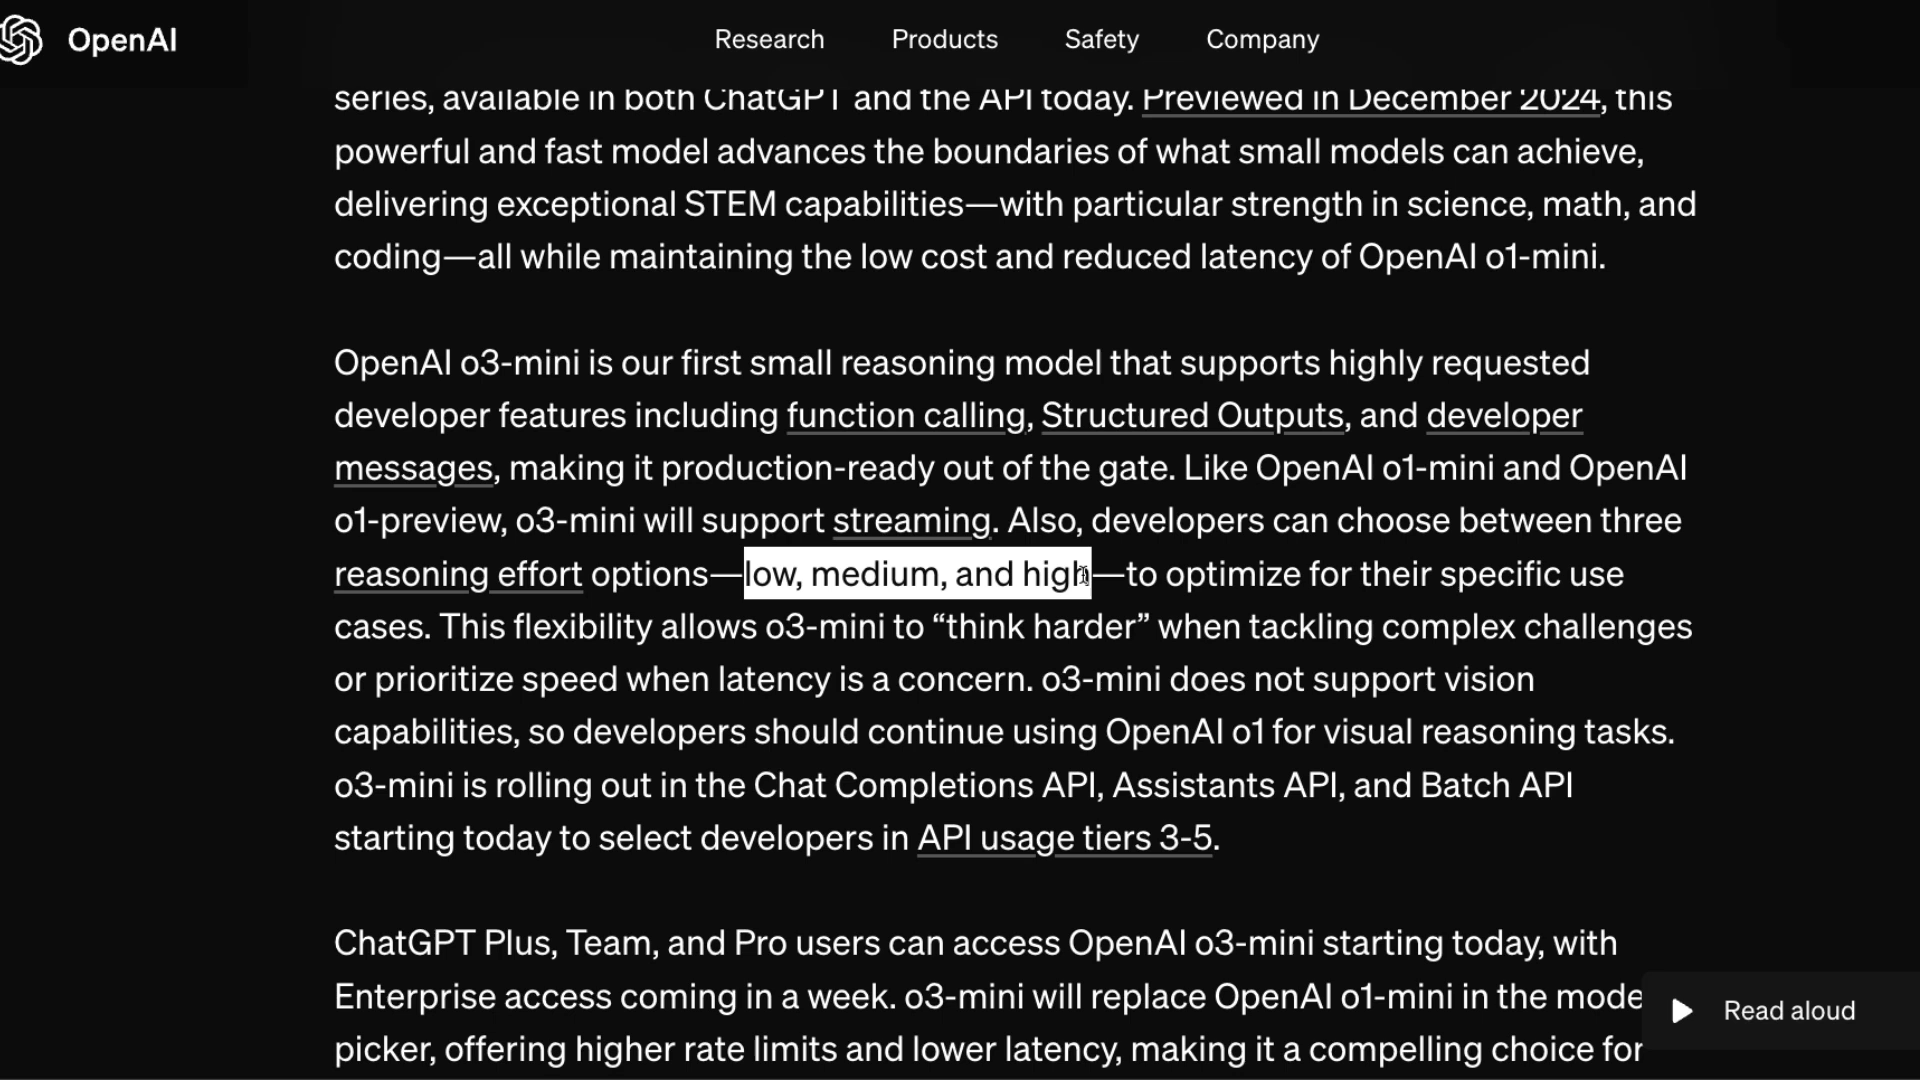 OpenAI
Research Products Safety Company
series, available in both ChatGPT and the API today. Previewed in December 2024, this
powerful and fast model advances the boundaries of what small models can achieve,
delivering exceptional STEM capabilities—with particular strength in science, math, and
coding—all while maintaining the low cost and reduced latency of OpenAI o1-mini.
OpenAI o3-mini is our first small reasoning model that supports highly requested
developer features including function calling, Structured Outputs, and developer
messages, making it production-ready out of the gate. Like OpenAI o1-mini and OpenAI
o1-preview, o3-mini will support streaming. Also, developers can choose between three
reasoning effort options—low, medium, and high—to optimize for their specific use
cases. This flexibility allows o3-mini to “think harder” when tackling complex challenges
or prioritize speed when latency is a concern. o3-mini does not support vision
capabilities, so developers should continue using OpenAI o1 for visual reasoning tasks.
o3-mini is rolling out in the Chat Completions API, Assistants API, and Batch API
starting today to select developers in API usage tiers 3-5.
ChatGPT Plus, Team, and Pro users can access OpenAI o3-mini starting today, with
Enterprise access coming in a week. o3-mini will replace OpenAI o1-mini in the mode
picker, offering higher rate limits and lower latency, making it a compelling choice for
Read aloud